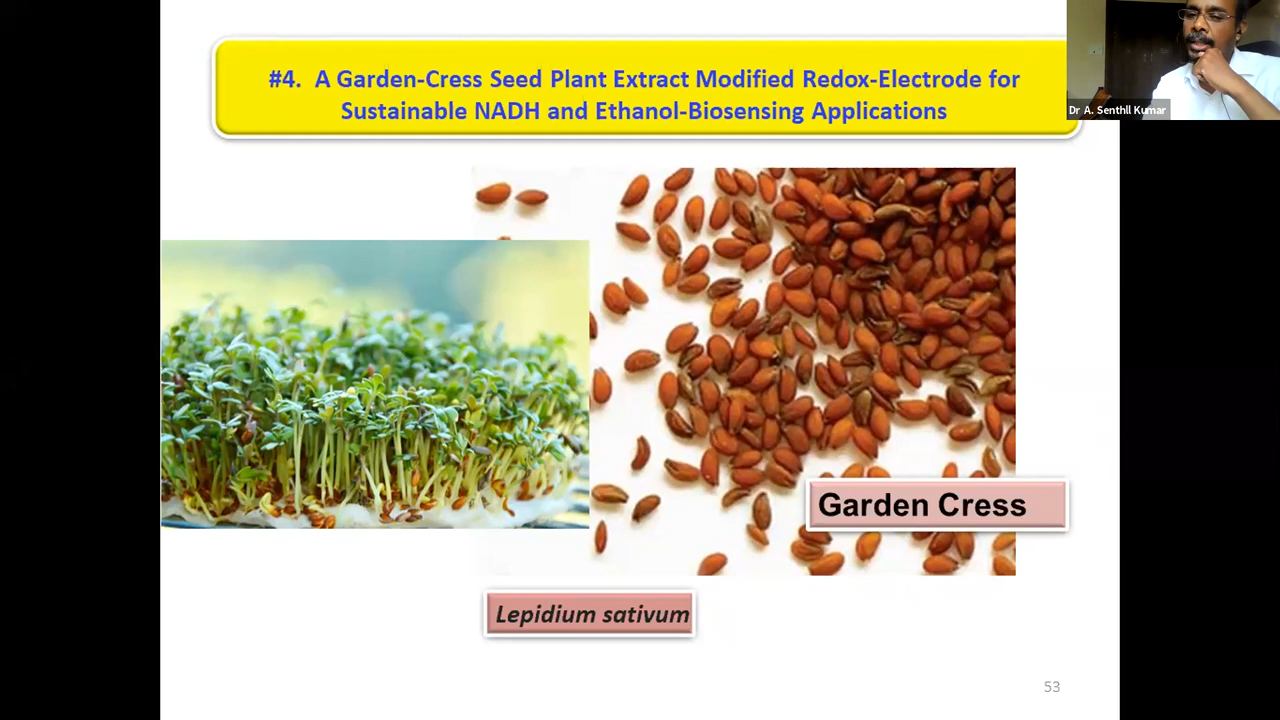 #4. A Garden-Cress Seed Plant Extract Modified Redox-Electrode for
Sustainable NADH and Ethanol-Biosensing Applications
Dr A. Senthll Kumar
Garden Cress
Lepidium sativum
53